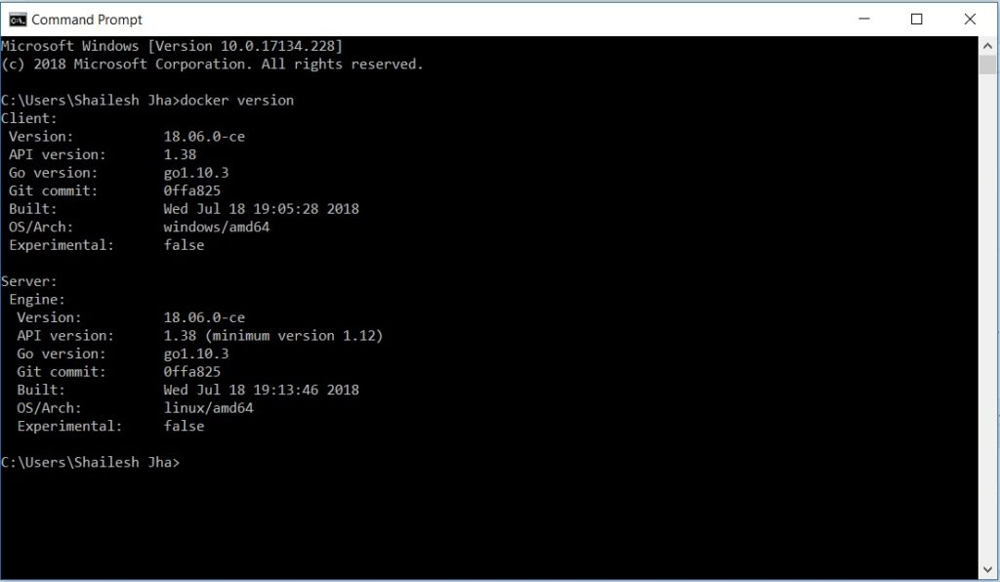 Command Prompt
Microsoft Windows [Version 10.0.17134.228]
(c) 2018 Microsoft Corporation. All rights reserved.
C:\Users\Shailesh Jha>docker version
Client:
Version: 18.06.0-ce
API version: 1.38
Go version: go1.10.3
Git commit: 0ffa825
Built: Wed Jul 18 19:05:28 2018
OS/Arch: windows/amd64
Experimental: false
Server:
Engine:
Version: 18.06.0-ce
API version: 1.38 (minimum version 1.12)
Go version: go1.10.3
Git commit: 0ffa825
Built: Wed Jul 18 19:13:46 2018
OS/Arch: linux/amd64
Experimental: false
C:\Users\Shailesh Jha>